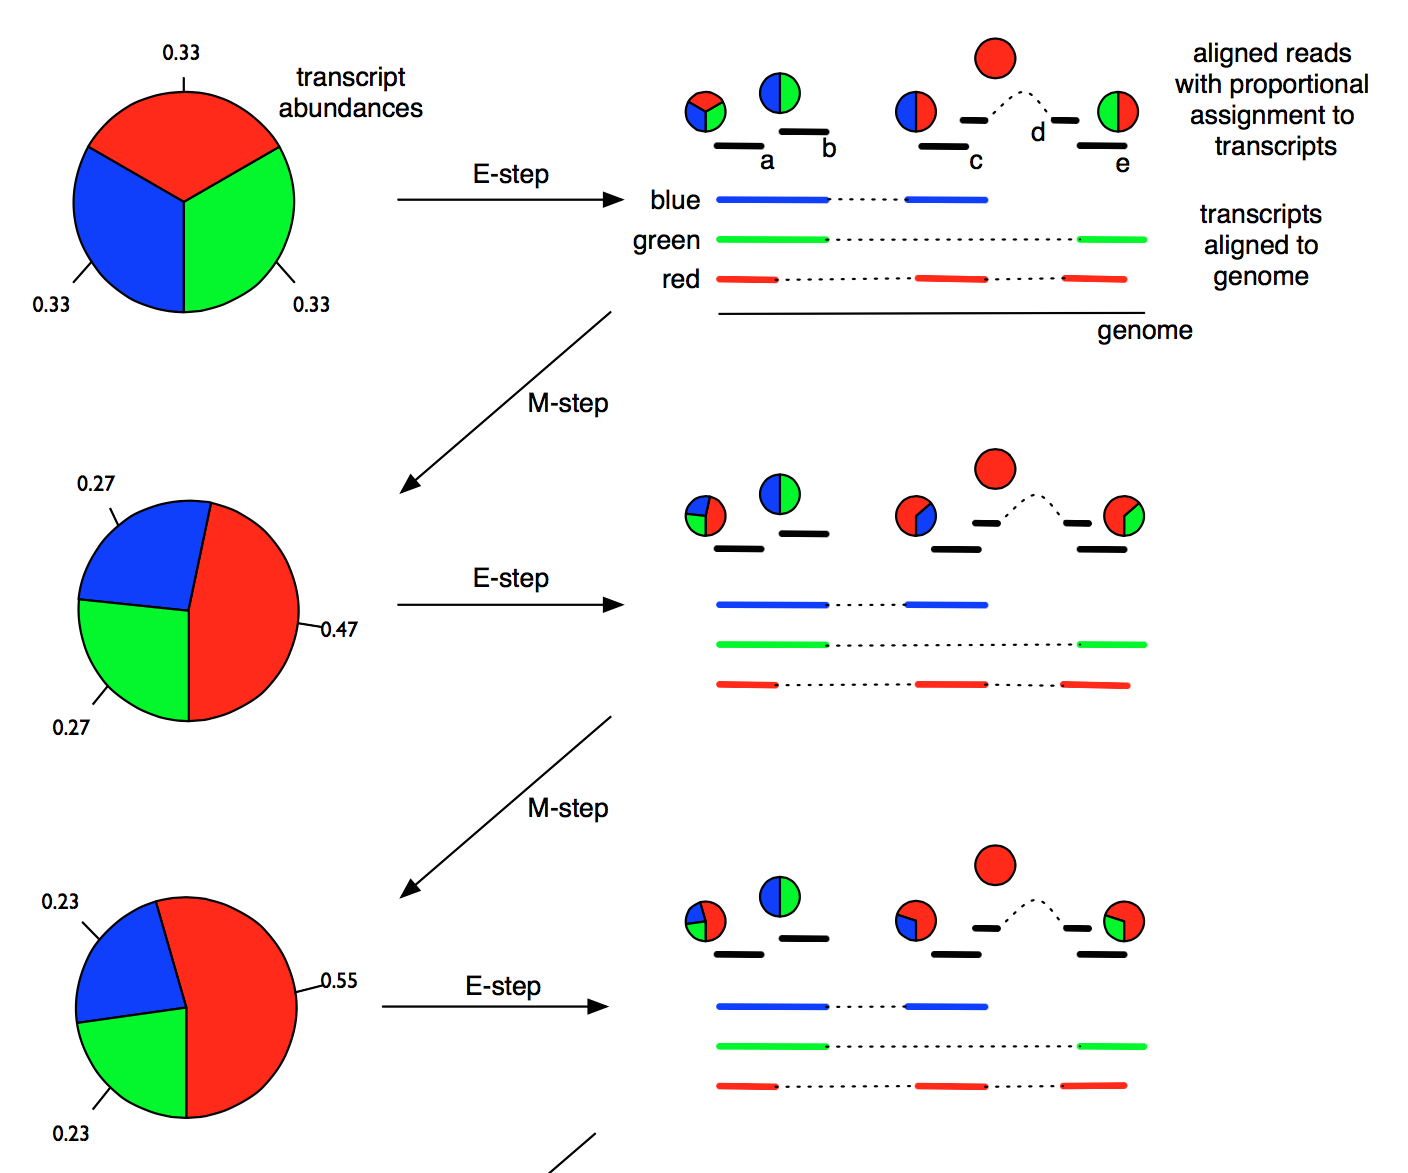 0.33
transcript
abundances
0.33
0.33
E-step
aligned reads
with proportional
assignment to
transcripts
a
b
c
d
e
blue
green
red
transcripts
aligned to
genome
genome
M-step
0.27
0.47
0.27
E-step
M-step
0.23
0.55
0.23
E-step